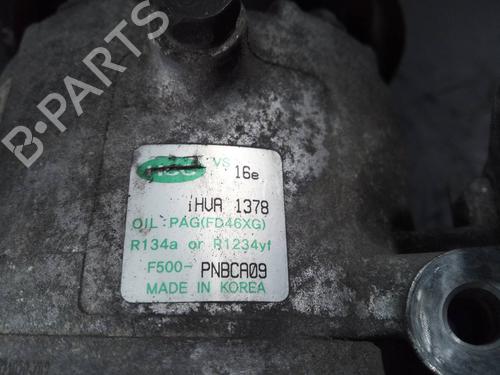 B-PARTS
VS
16e
iHVA 1378
OIL:PAG(FD46XG)
R134a or R1234yf
F500- PNBCA09
MADE IN KOREA